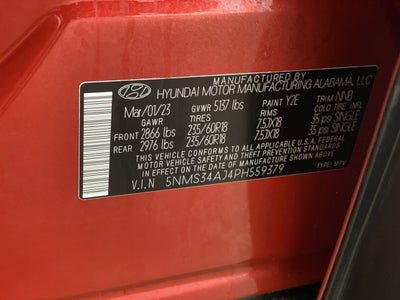 MANUFACTURED BY
HYUNDAI MOTOR MANUFACTURING ALABAMA, LLC
Mar/01/23 GVWR 5137 lbs PAINT Y2E TRIM NNB
GAWR TIRES RIMS COLD TIRE INFL.
FRONT 2866 lbs 235/60R18 7.5JX18 35 psi SINGLE
REAR 2976 lbs 235/60R18 7.5JX18 35 psi SINGLE
THIS VEHICLE CONFORMS TO ALL APPLICABLE U.S.A. FEDERAL
MOTOR VEHICLE SAFETY STANDARDS IN
EFFECT ON THE DATE OF MANUFACTURE SHOWN ABOVE.
V.I.N 5NMS34AJ4PH559379 TYPE: MPV